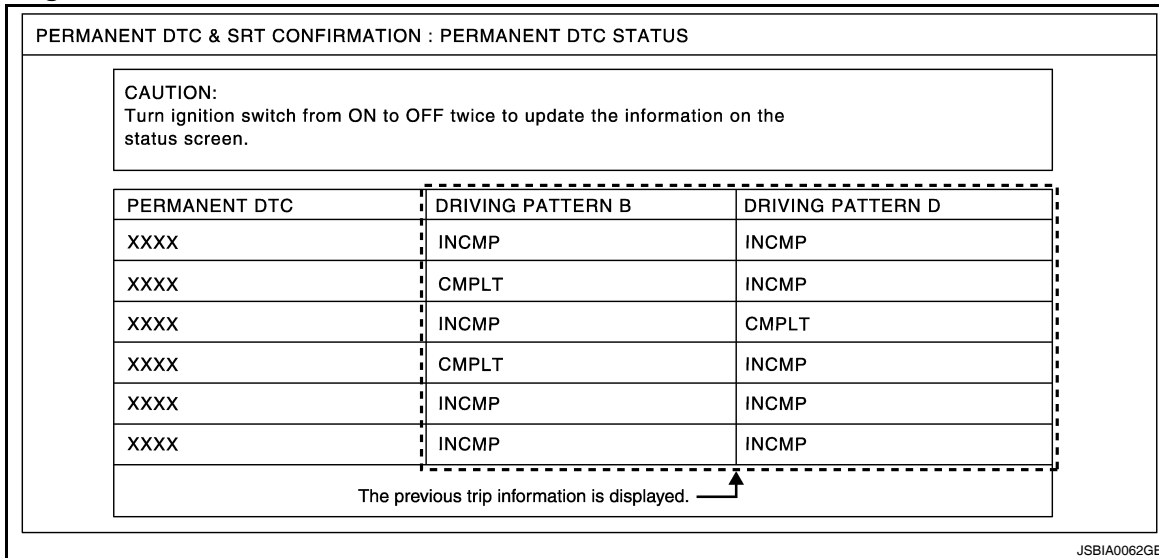 PERMANENT DTC & SRT CONFIRMATION : PERMANENT DTC STATUS
CAUTION:
Turn ignition switch from ON to OFF twice to update the information on the
status screen.
PERMANENT DTC DRIVING PATTERN B DRIVING PATTERN D
XXXX INCMP INCMP
XXXX CMPLT INCMP
XXXX INCMP CMPLT
XXXX CMPLT INCMP
XXXX INCMP INCMP
XXXX INCMP INCMP
The previous trip information is displayed.
JSBIA0062GB